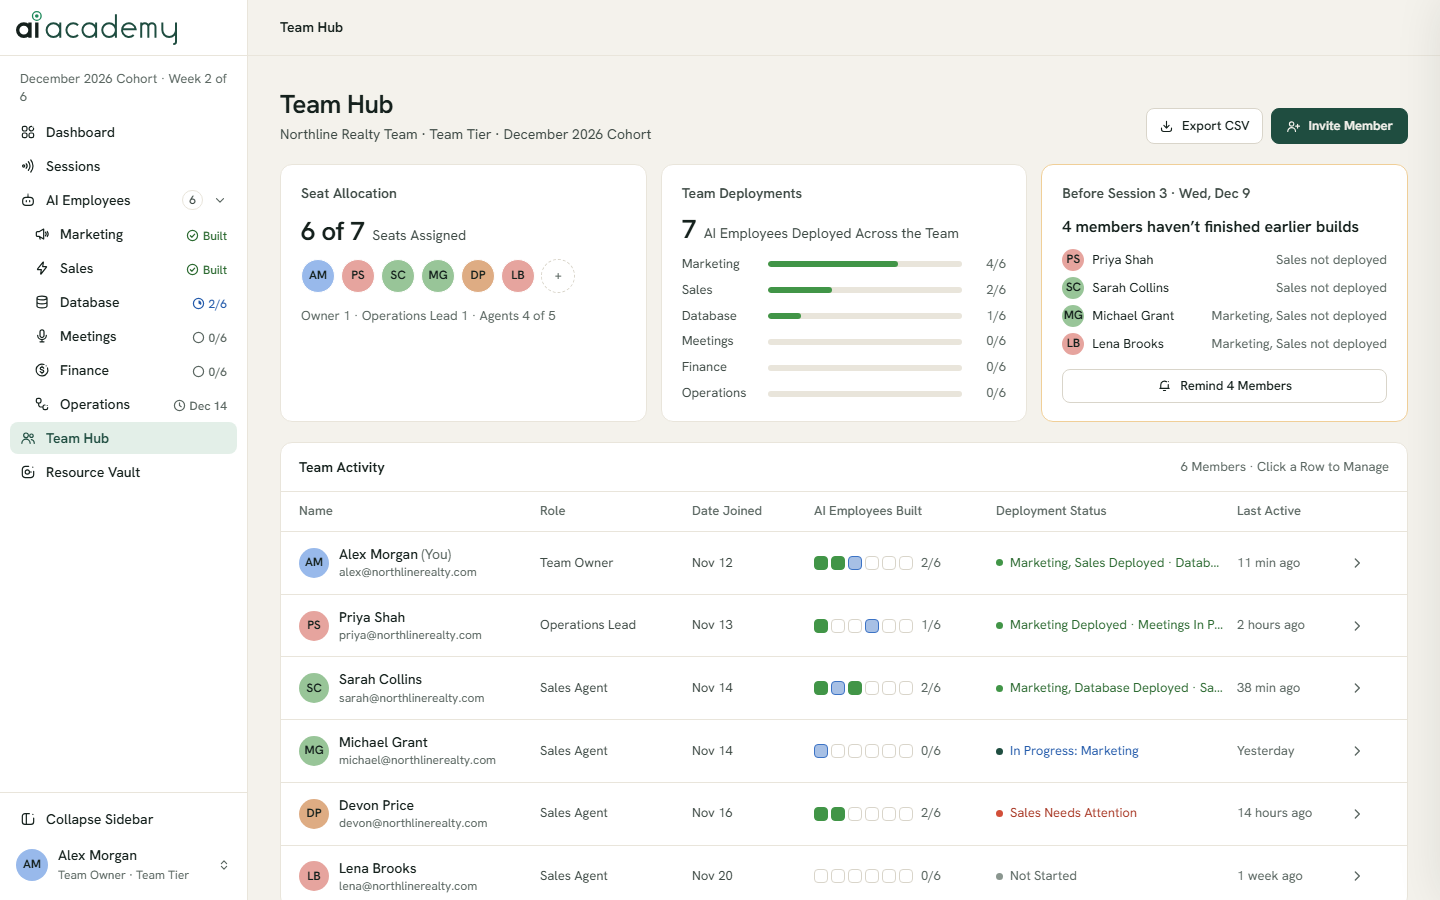 ai academy
December 2026 Cohort · Week 2 of
6
Dashboard
Sessions
AI Employees 6
Marketing Built
Sales Built
Database 2/6
Meetings 0/6
Finance 0/6
Operations Dec 14
Team Hub
Resource Vault
Collapse Sidebar
AM Alex Morgan
Team Owner · Team Tier
Team Hub
Team Hub
Northline Realty Team · Team Tier · December 2026 Cohort
Export CSV
Invite Member
Seat Allocation
6 of 7 Seats Assigned
AM PS SC MG DP LB +
Owner 1 · Operations Lead 1 · Agents 4 of 5
Team Deployments
7 AI Employees Deployed Across the Team
Marketing 4/6
Sales 2/6
Database 1/6
Meetings 0/6
Finance 0/6
Operations 0/6
Before Session 3 · Wed, Dec 9
4 members haven’t finished earlier builds
PS Priya Shah Sales not deployed
SC Sarah Collins Sales not deployed
MG Michael Grant Marketing, Sales not deployed
LB Lena Brooks Marketing, Sales not deployed
Remind 4 Members
Team Activity
6 Members · Click a Row to Manage
Name Role Date Joined AI Employees Built Deployment Status Last Active
AM Alex Morgan (You) Team Owner Nov 12 2/6 Marketing, Sales Deployed · Datab... 11 min ago
alex@northlinerealty.com
PS Priya Shah Operations Lead Nov 13 1/6 Marketing Deployed · Meetings In P... 2 hours ago
priya@northlinerealty.com
SC Sarah Collins Sales Agent Nov 14 2/6 Marketing, Database Deployed · Sa... 38 min ago
sarah@northlinerealty.com
MG Michael Grant Sales Agent Nov 14 0/6 In Progress: Marketing Yesterday
michael@northlinerealty.com
DP Devon Price Sales Agent Nov 16 2/6 Sales Needs Attention 14 hours ago
devon@northlinerealty.com
LB Lena Brooks Sales Agent Nov 20 0/6 Not Started 1 week ago
lena@northlinerealty.com